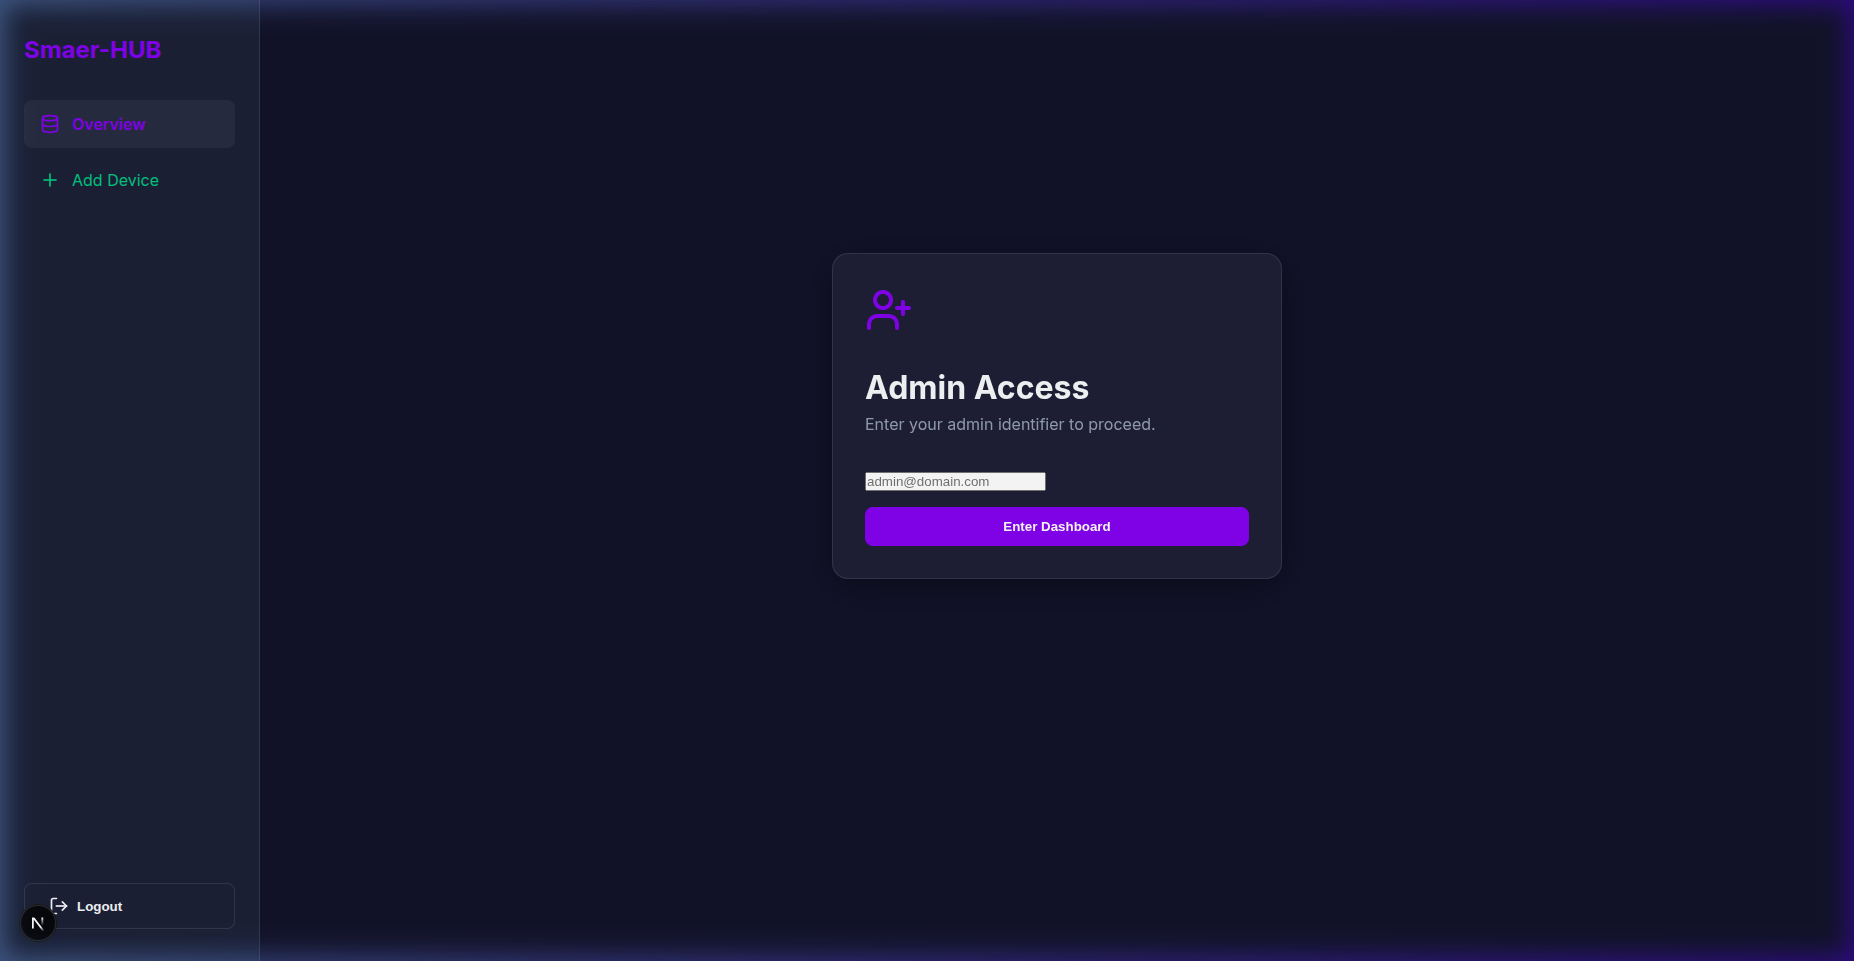 Smaer-HUB
Overview
Add Device
Admin Access
Enter your admin identifier to proceed.
admin@domain.com
Enter Dashboard
Logout
N